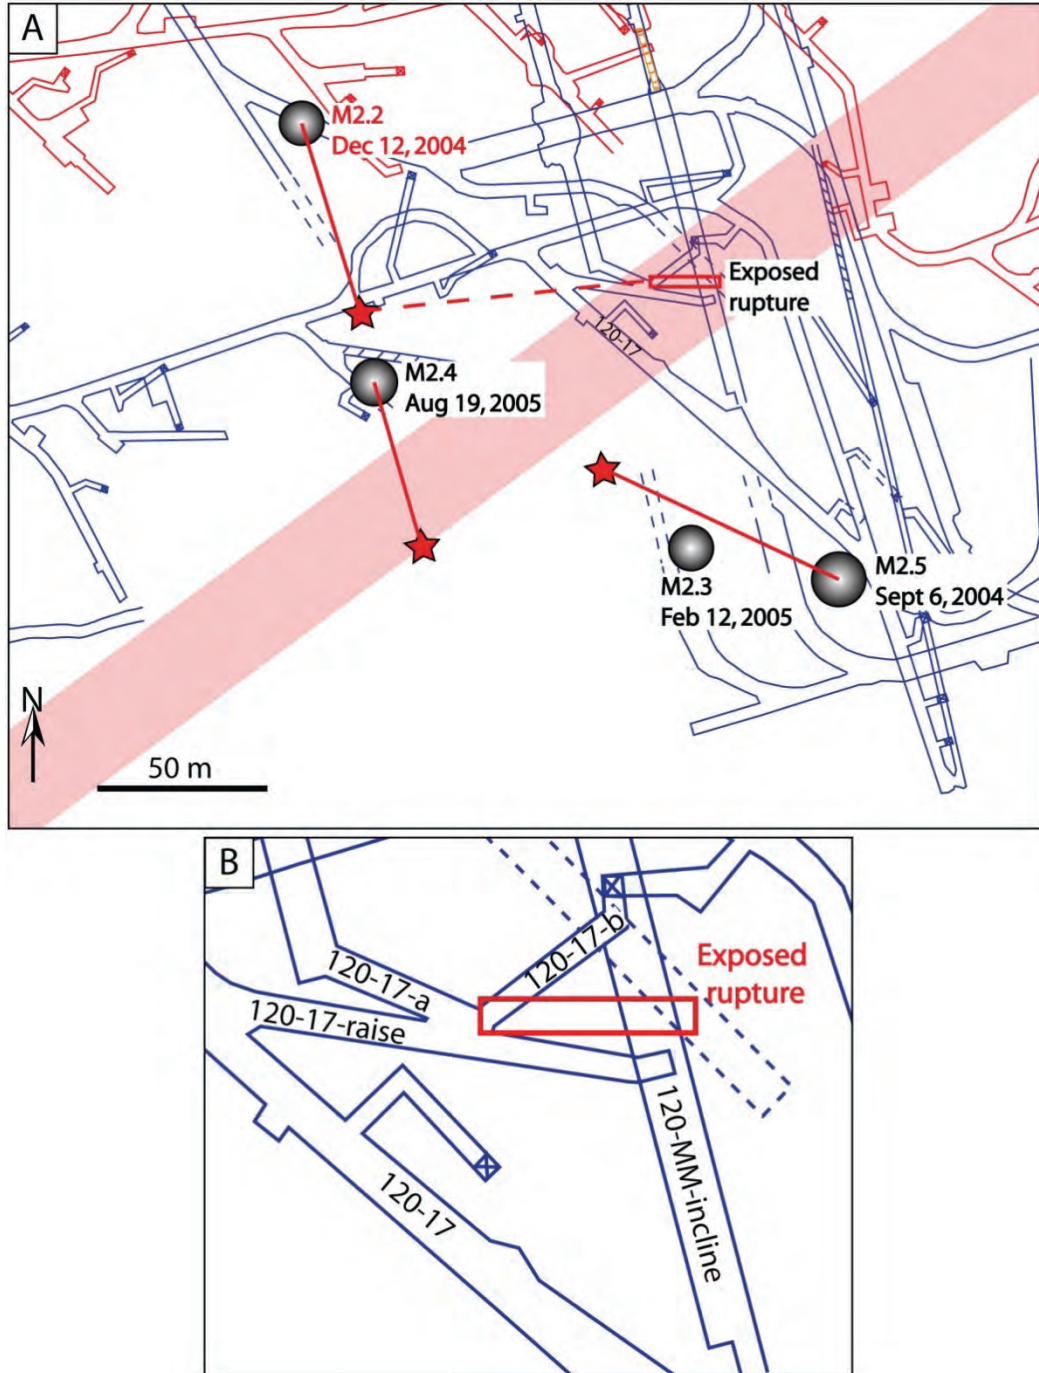 A
M2.2
Dec 12, 2004
Exposed
rupture
120-17
M2.4
Aug 19, 2005
M2.3
Feb 12, 2005
M2.5
Sept 6, 2004
N
50 m
B
120-17-b
Exposed
rupture
120-17-a
120-17-raise
120-MM-incline
120-17